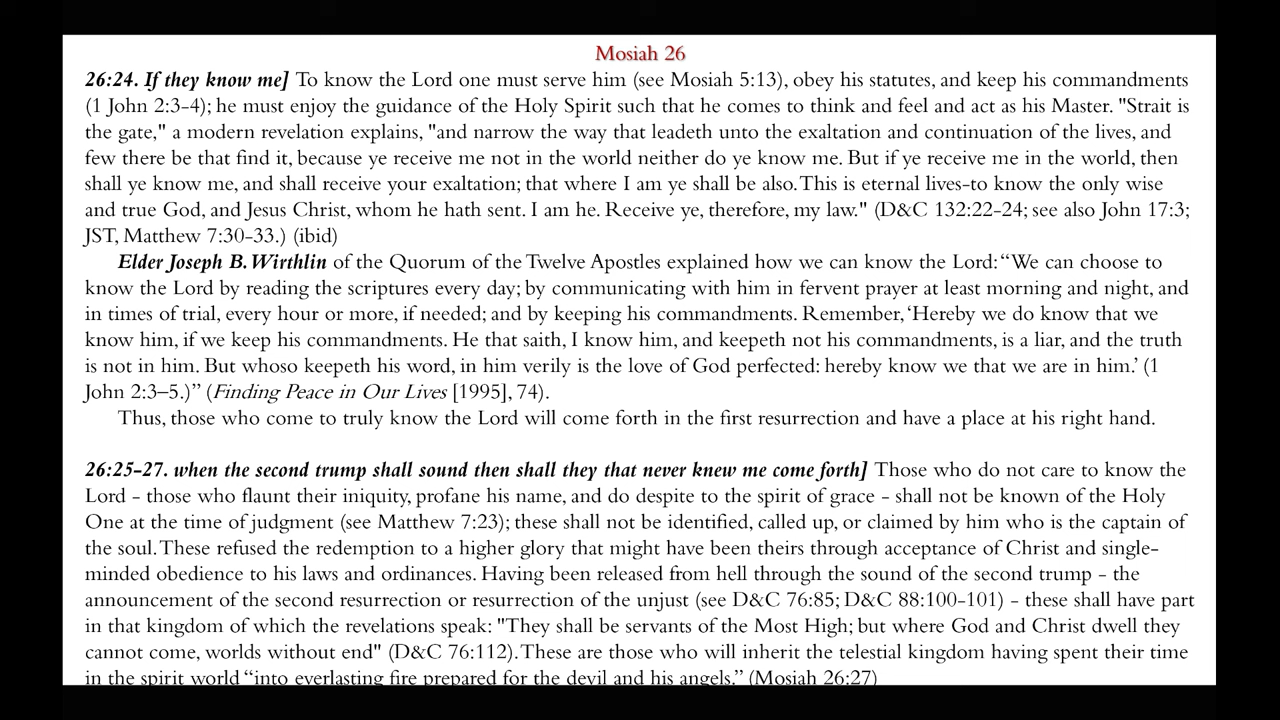 Mosiah 26
26:24. If they know me] To know the Lord one must serve him (see Mosiah 5:13), obey his statutes, and keep his commandments
(1 John 2:3-4); he must enjoy the guidance of the Holy Spirit such that he comes to think and feel and act as his Master. "Strait is
the gate," a modern revelation explains, "and narrow the way that leadeth unto the exaltation and continuation of the lives, and
few there be that find it, because ye receive me not in the world neither do ye know me. But if ye receive me in the world, then
shall ye know me, and shall receive your exaltation; that where I am ye shall be also. This is eternal lives-to know the only wise
and true God, and Jesus Christ, whom he hath sent. I am he. Receive ye, therefore, my law." (D&C 132:22-24; see also John 17:3;
JST, Matthew 7:30-33.) (ibid)
Elder Joseph B. Wirthlin of the Quorum of the Twelve Apostles explained how we can know the Lord: “We can choose to
know the Lord by reading the scriptures every day; by communicating with him in fervent prayer at least morning and night, and
in times of trial, every hour or more, if needed; and by keeping his commandments. Remember, ‘Hereby we do know that we
know him, if we keep his commandments. He that saith, I know him, and keepeth not his commandments, is a liar, and the truth
is not in him. But whoso keepeth his word, in him verily is the love of God perfected: hereby know we that we are in him.’ (1
John 2:3–5.)” (Finding Peace in Our Lives [1995], 74).
Thus, those who come to truly know the Lord will come forth in the first resurrection and have a place at his right hand.
26:25-27. when the second trump shall sound then shall they that never knew me come forth] Those who do not care to know the
Lord - those who flaunt their iniquity, profane his name, and do despite to the spirit of grace - shall not be known of the Holy
One at the time of judgment (see Matthew 7:23); these shall not be identified, called up, or claimed by him who is the captain of
the soul. These refused the redemption to a higher glory that might have been theirs through acceptance of Christ and single-
minded obedience to his laws and ordinances. Having been released from hell through the sound of the second trump - the
announcement of the second resurrection or resurrection of the unjust (see D&C 76:85; D&C 88:100-101) - these shall have part
in that kingdom of which the revelations speak: "They shall be servants of the Most High; but where God and Christ dwell they
cannot come, worlds without end" (D&C 76:112). These are those who will inherit the telestial kingdom having spent their time
in the spirit world “into everlasting fire prepared for the devil and his angels.” (Mosiah 26:27)